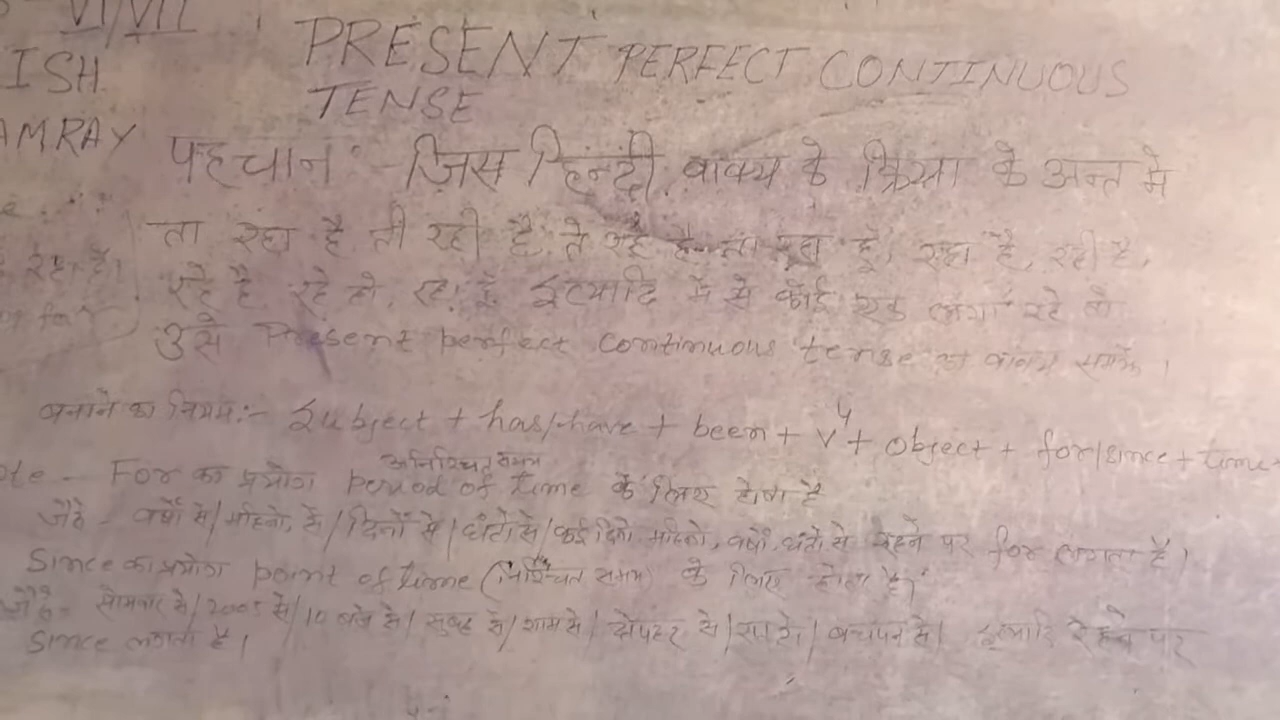 VI/VII
ISH
AMRAY
PRESENT PERFECT CONTINUOUS
TENSE
पहचान :- जिस हिन्दी वाक्य के क्रिया के अन्त में
ता रहा है ती रही है, ते रहे है रहा हूँ, रहा है, रही है,
रहे है रहे हो, रहा हूँ इत्यादि में से कोई एक लगा रहे तो
उसे Present perfect continuous tense का वाक्य समझे।
बनाने का नियम:- Subject + has/have + been + V4 + object + for/since + time
ote - For का प्रयोग period of time के लिए होता है
अनिश्चित समय
जैसे - वर्षो से/महिनो से/दिनों से/घंटो से/कई दिनो, महिनो, वर्षो, घंटो से रहने पर for लगता है।
Since का प्रयोग point of time (निश्चित समय) के लिए होता है।
जैसे - सोमवार से/2005 से/10 बजे से/सुबह से/शाम से/दोपहर से/रात से/बचपन से/ इत्यादि रहने पर
Since लगता है।